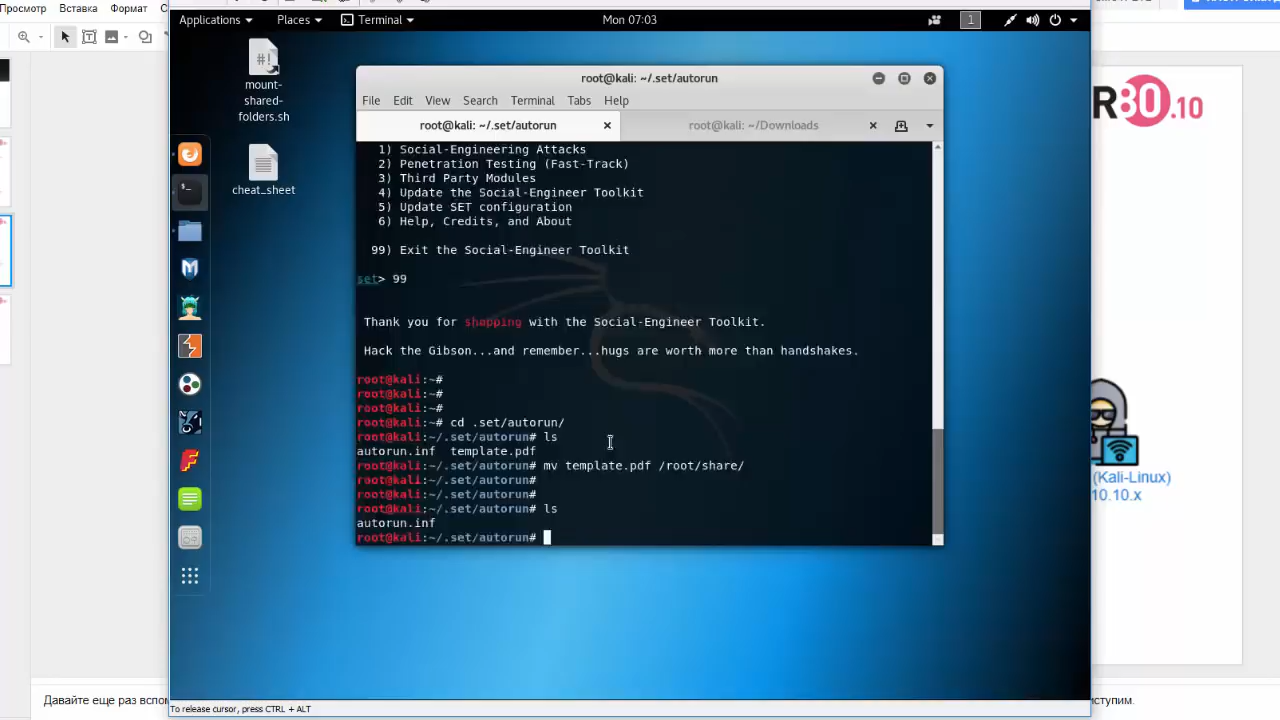 Просмотр Вставка Формат
Applications Places Terminal Mon 07:03 1
mount-
shared-
folders.sh
cheat_sheet
root@kali: ~/.set/autorun
File Edit View Search Terminal Tabs Help
root@kali: ~/.set/autorun root@kali: ~/Downloads
1) Social-Engineering Attacks
2) Penetration Testing (Fast-Track)
3) Third Party Modules
4) Update the Social-Engineer Toolkit
5) Update SET configuration
6) Help, Credits, and About
99) Exit the Social-Engineer Toolkit
set> 99
Thank you for shopping with the Social-Engineer Toolkit.
Hack the Gibson...and remember...hugs are worth more than handshakes.
root@kali:~#
root@kali:~#
root@kali:~#
root@kali:~# cd .set/autorun/
root@kali:~/.set/autorun# ls
autorun.inf template.pdf
root@kali:~/.set/autorun# mv template.pdf /root/share/
root@kali:~/.set/autorun#
root@kali:~/.set/autorun#
root@kali:~/.set/autorun# ls
autorun.inf
root@kali:~/.set/autorun#
R80.10
(Kali-Linux)
10.10.x
Давайте еще раз вспом
ступим.
To release cursor, press CTRL + ALT